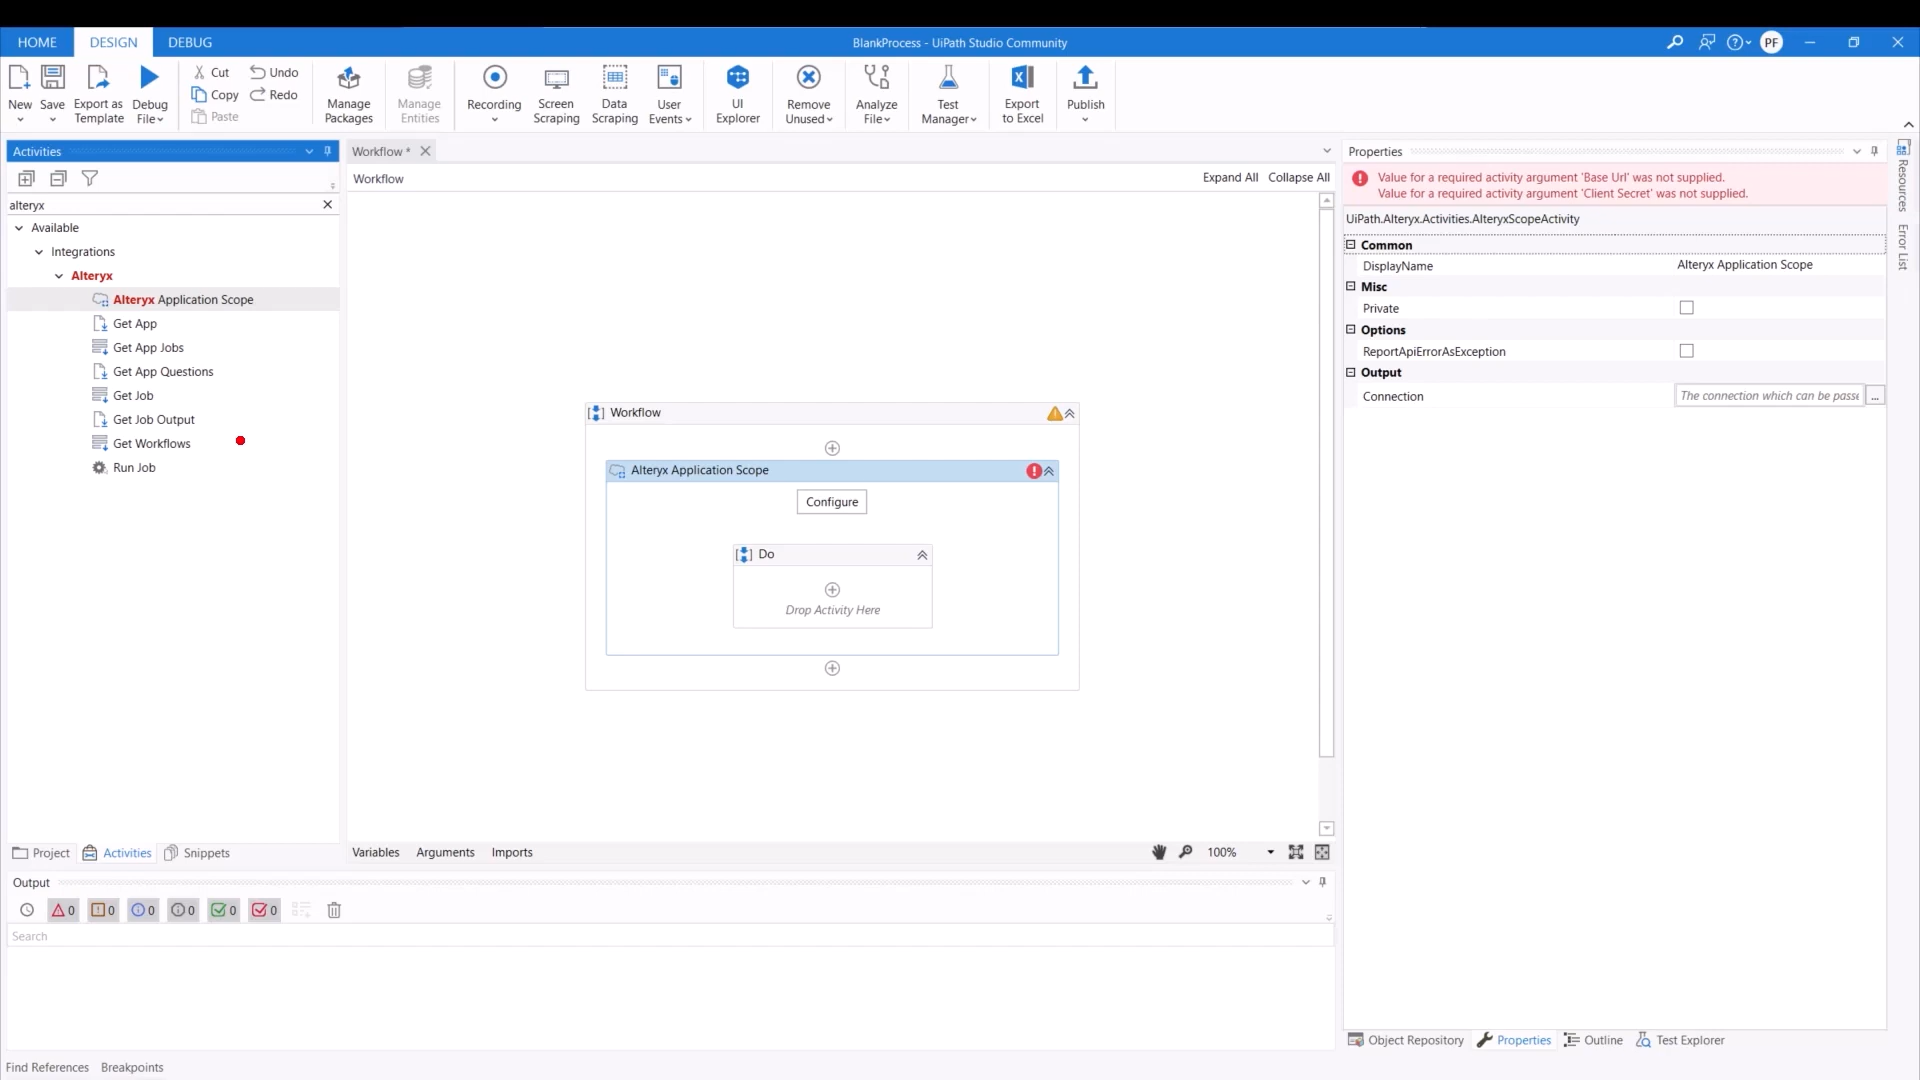 HOME DESIGN DEBUG BlankProcess - UiPath Studio Community PF
New Save Export as Template Debug File Cut Copy Paste Undo Redo Manage Packages Manage Entities Recording Screen Scraping Data Scraping User Events UI Explorer Remove Unused Analyze File Test Manager Export to Excel Publish
Activities
alteryx
Available
Integrations
Alteryx
Alteryx Application Scope
Get App
Get App Jobs
Get App Questions
Get Job
Get Job Output
Get Workflows
Run Job
Project Activities Snippets
Workflow *
Workflow Expand All Collapse All
Workflow
Alteryx Application Scope
Configure
Do
Drop Activity Here
Variables Arguments Imports 100%
Output
0 0 0 0 0 0
Search
Find References Breakpoints
Properties
Value for a required activity argument 'Base Url' was not supplied.
Value for a required activity argument 'Client Secret' was not supplied.
UiPath.Alteryx.Activities.AlteryxScopeActivity
Common
DisplayName Alteryx Application Scope
Misc
Private
Options
ReportApiErrorAsException
Output
Connection The connection which can be passe ...
Object Repository Properties Outline Test Explorer
Resources
Error List